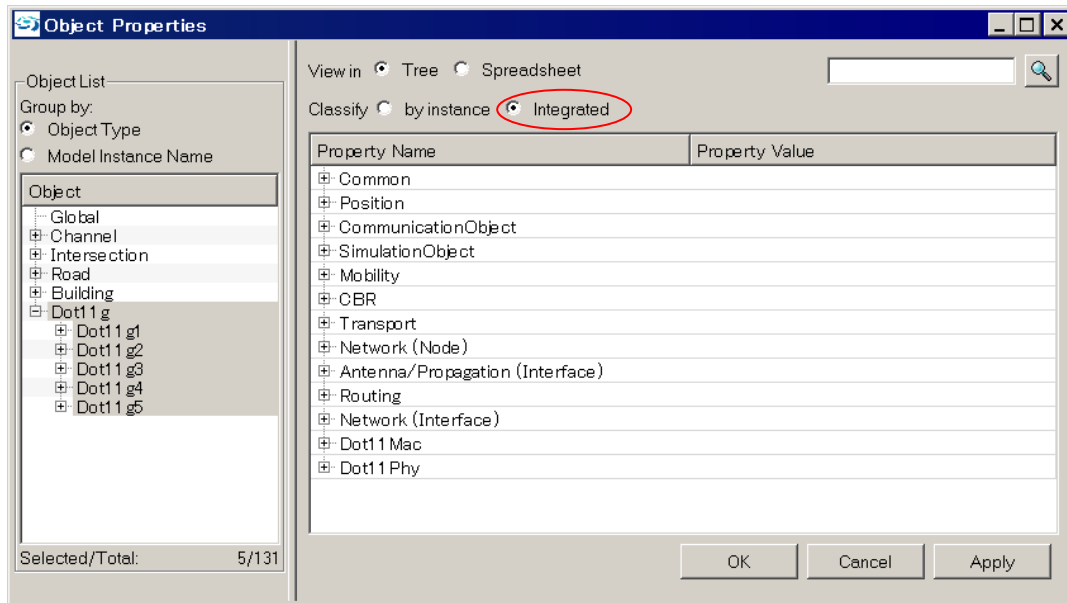 Object Properties
Object List
Group by:
Object Type
Model Instance Name
Object
Global
Channel
Intersection
Road
Building
Dot11g
Dot11g1
Dot11g2
Dot11g3
Dot11g4
Dot11g5
Selected/Total: 5/131
View in Tree Spreadsheet
Classify by instance Integrated
Property Name Property Value
Common
Position
CommunicationObject
SimulationObject
Mobility
CBR
Transport
Network (Node)
Antenna/Propagation (Interface)
Routing
Network (Interface)
Dot11Mac
Dot11Phy
OK Cancel Apply